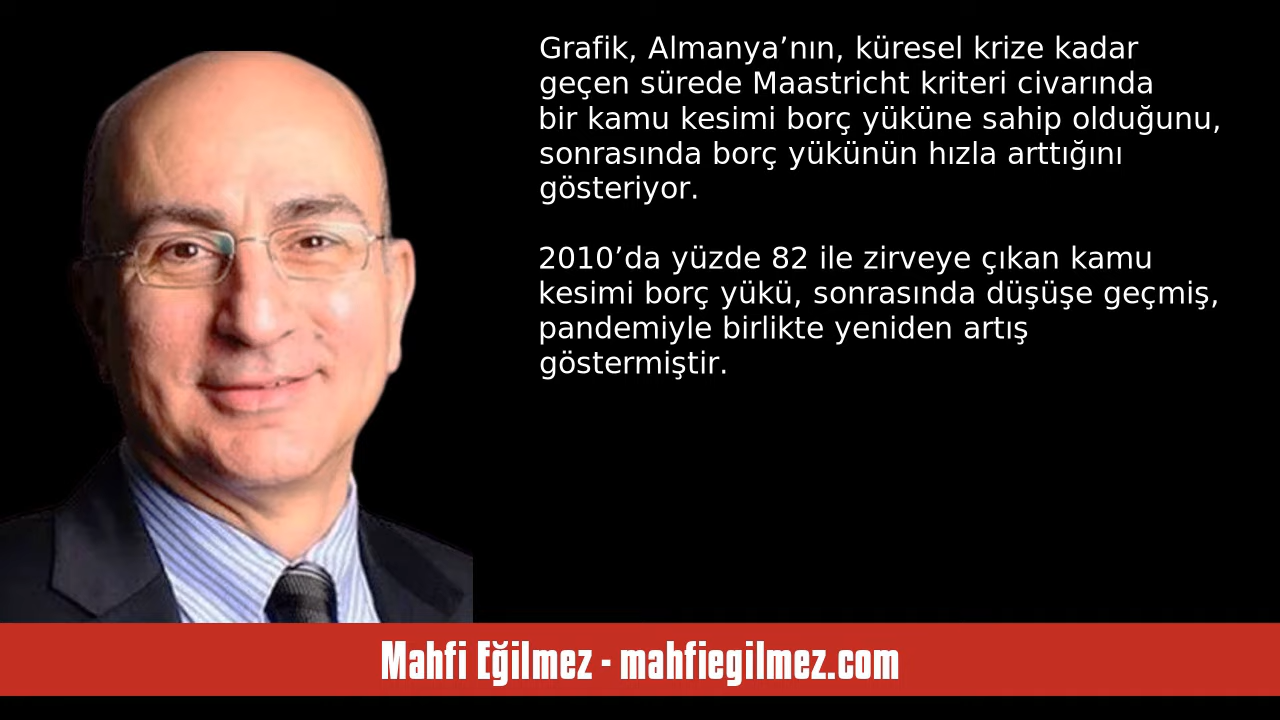 Grafik, Almanya’nın, küresel krize kadar
geçen sürede Maastricht kriteri civarında
bir kamu kesimi borç yüküne sahip olduğunu,
sonrasında borç yükünün hızla arttığını
gösteriyor.
2010’da yüzde 82 ile zirveye çıkan kamu
kesimi borç yükü, sonrasında düşüşe geçmiş,
pandemiyle birlikte yeniden artış
göstermiştir.
Mahfi Eğilmez - mahfiegilmez.com